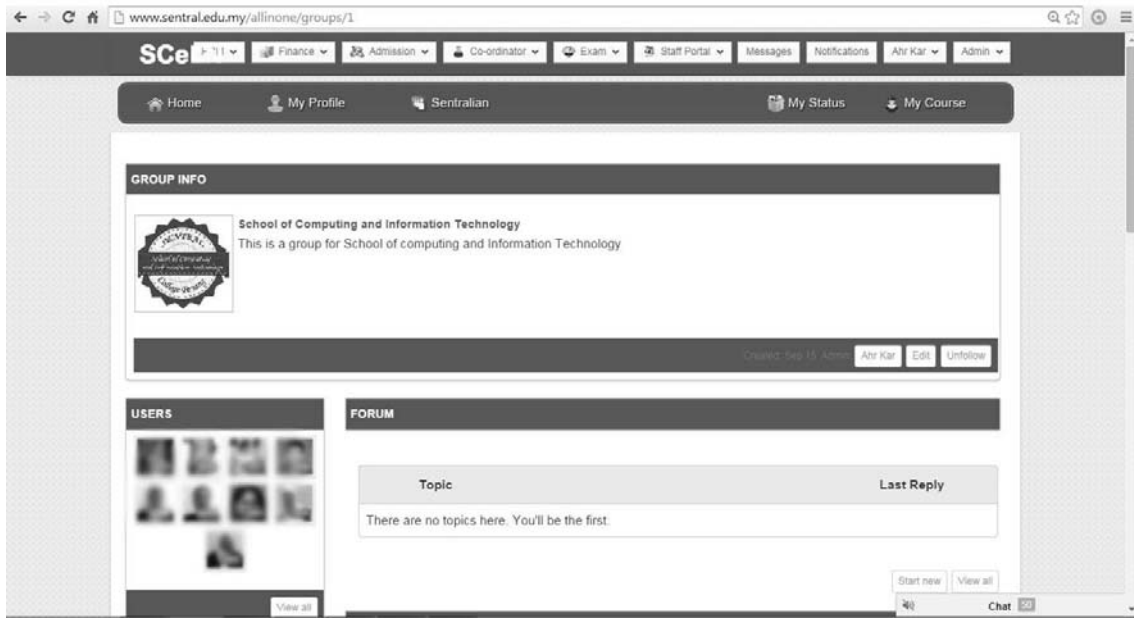 www.sentral.edu.my/allinone/groups/1
SCe
Finance Admission Co-ordinator Exam Staff Portal Messages Notifications Ahr Kar Admin
Home My Profile Sentralian My Status My Course
GROUP INFO
School of Computing and Information Technology
This is a group for School of computing and Information Technology
SENTRAL
Created: Sep 15 Admin: Ahr Kar Edit Unfollow
USERS
View all
FORUM
Topic Last Reply
There are no topics here. You'll be the first.
Start new View all
Chat 50